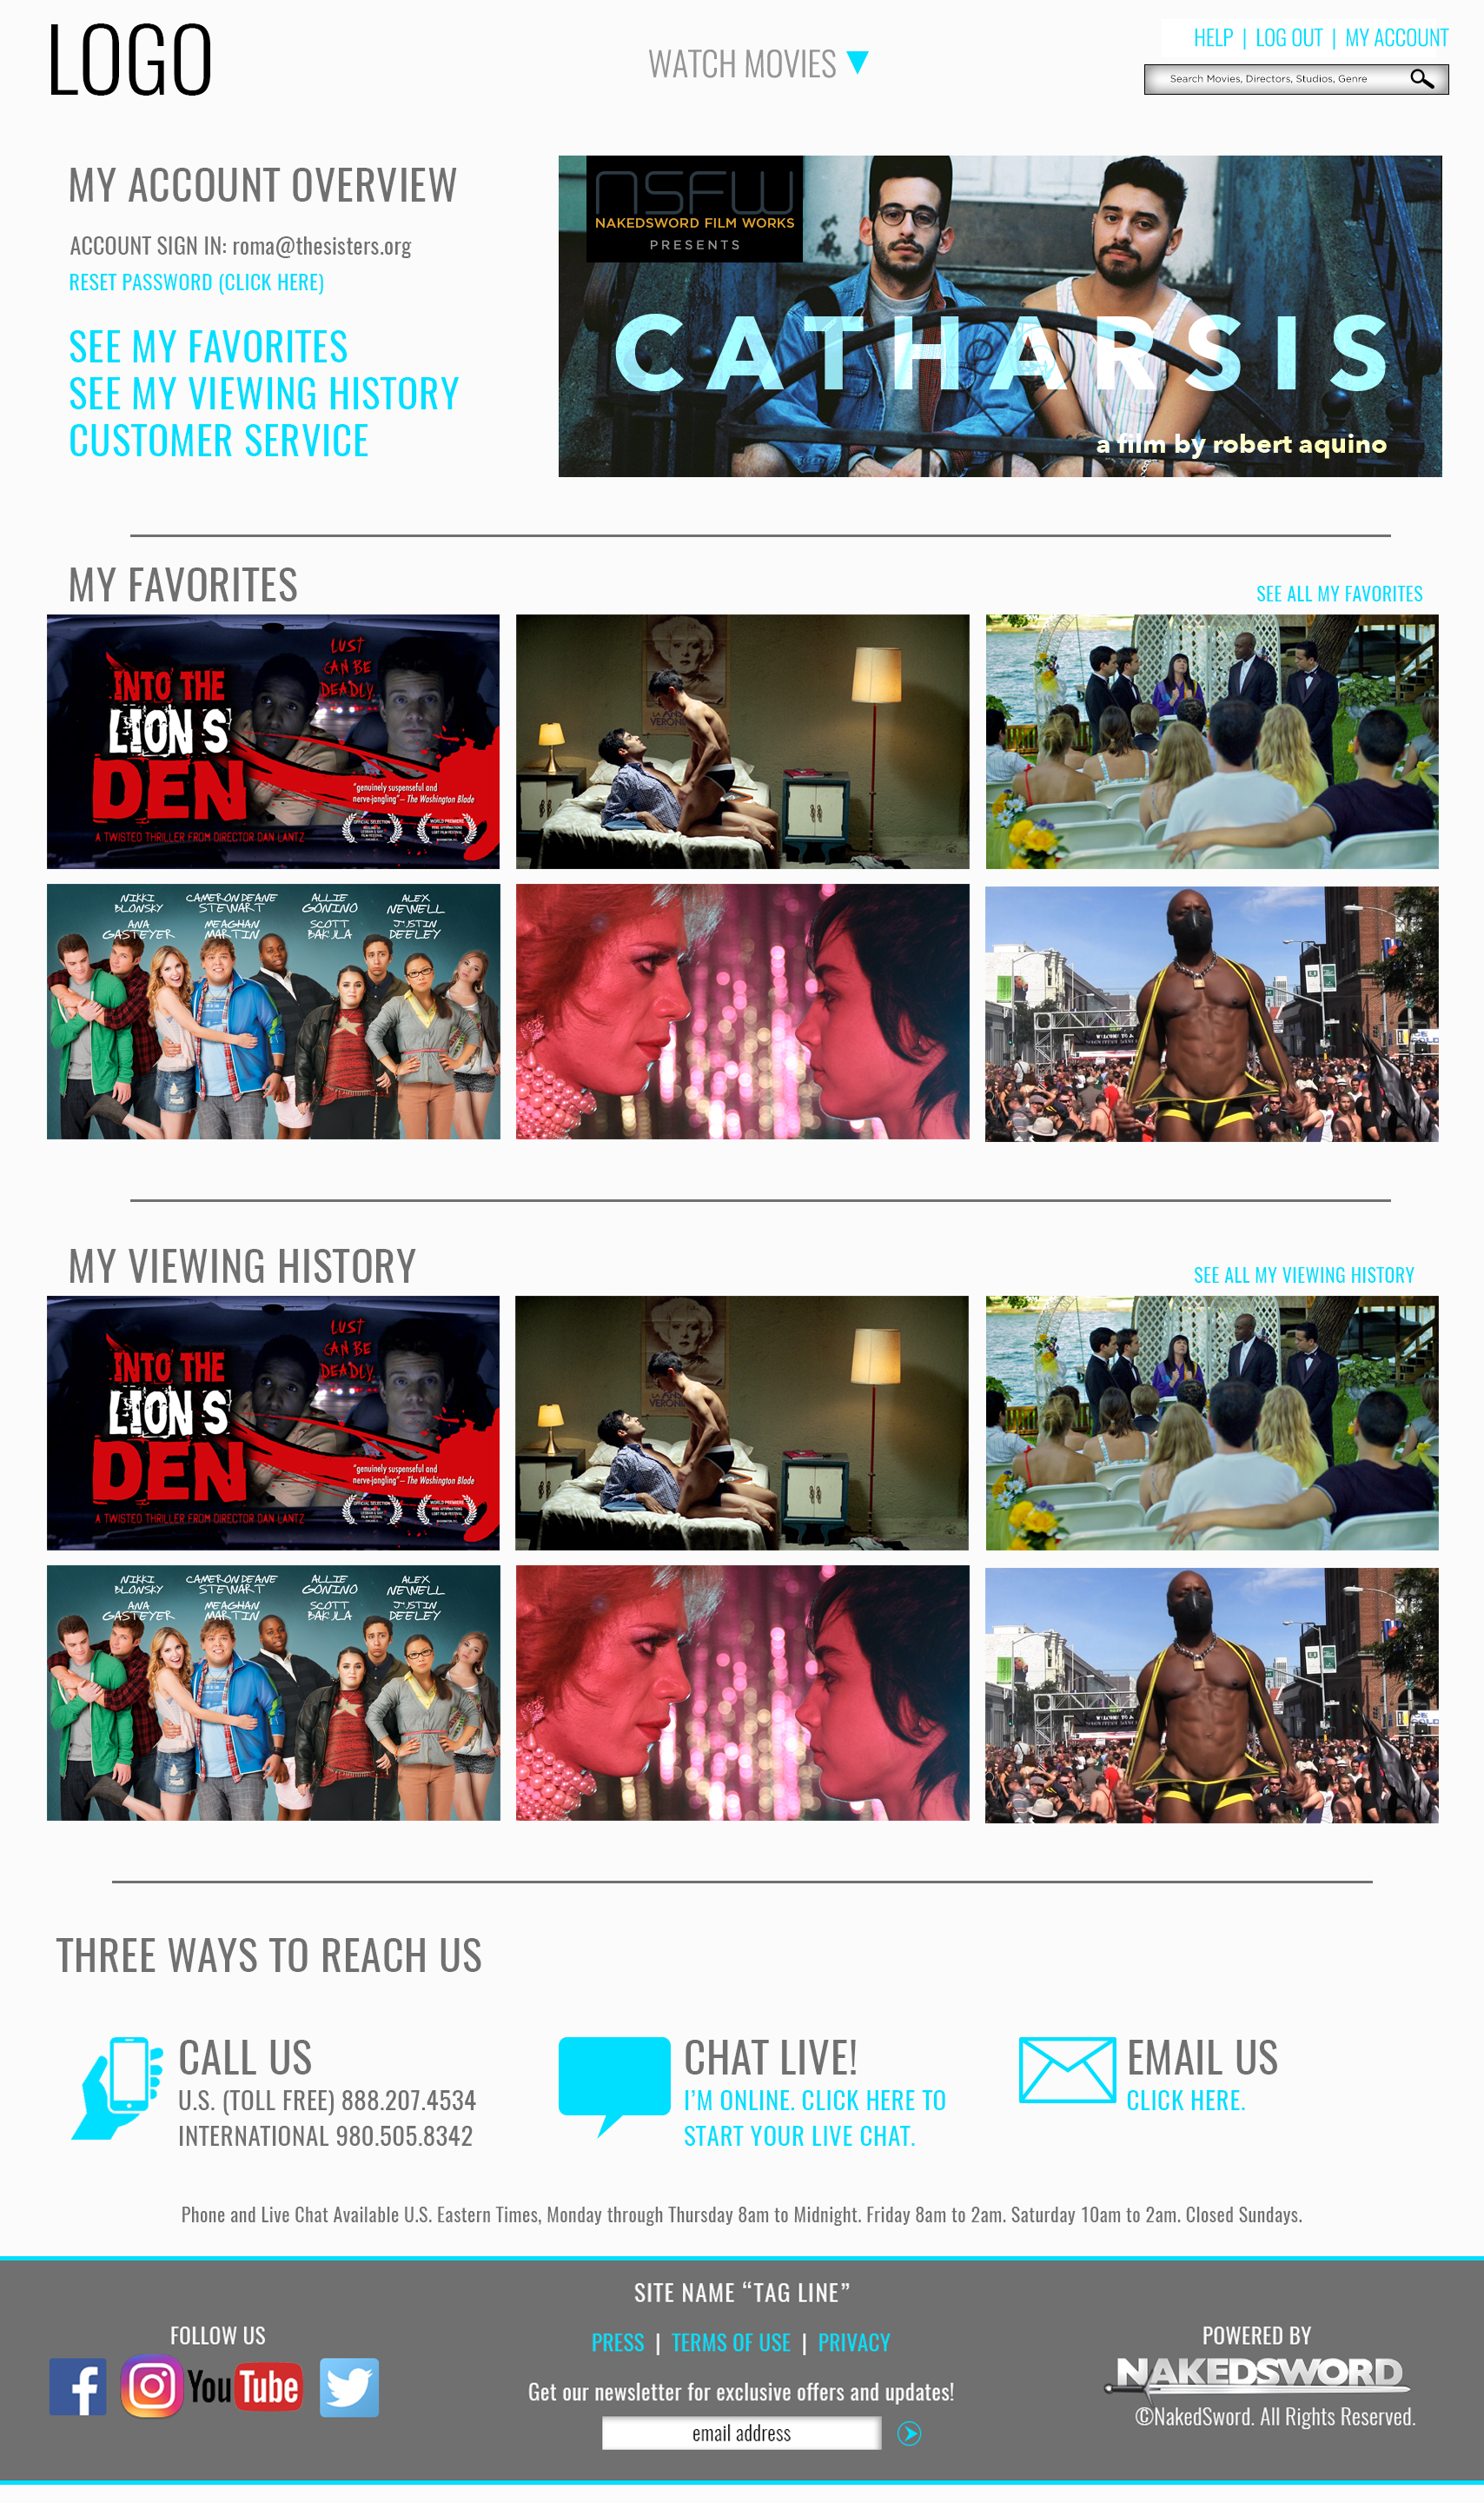 LOGO
WATCH MOVIES
HELP | LOG OUT | MY ACCOUNT
Search Movies, Directors, Studios, Genre
MY ACCOUNT OVERVIEW
ACCOUNT SIGN IN: roma@thesisters.org
RESET PASSWORD (CLICK HERE)
SEE MY FAVORITES
SEE MY VIEWING HISTORY
CUSTOMER SERVICE
NSFW
NAKEDSWORD FILM WORKS
PRESENTS
CATHARSIS
a film by robert aquino
MY FAVORITES
SEE ALL MY FAVORITES
LUST
CAN BE
DEADLY
INTO THE
LION'S
DEN
"genuinely suspenseful and
nerve-jangling" – The Washington Blade
A TWISTED THRILLER FROM DIRECTOR DAN LANTZ
OFFICIAL SELECTION
WORLD PREMIERE
NIKKI BLONSKY
CAMERON DEANE STEWART
ALLIE GONINO
ALEX NEWELL
ANA GASTEYER
MEAGHAN MARTIN
SCOTT BAKULA
JUSTIN DEELEY
MY VIEWING HISTORY
SEE ALL MY VIEWING HISTORY
LUST
CAN BE
DEADLY
INTO THE
LION'S
DEN
"genuinely suspenseful and
nerve-jangling" – The Washington Blade
A TWISTED THRILLER FROM DIRECTOR DAN LANTZ
OFFICIAL SELECTION
WORLD PREMIERE
NIKKI BLONSKY
CAMERON DEANE STEWART
ALLIE GONINO
ALEX NEWELL
ANA GASTEYER
MEAGHAN MARTIN
SCOTT BAKULA
JUSTIN DEELEY
THREE WAYS TO REACH US
CALL US
U.S. (TOLL FREE) 888.207.4534
INTERNATIONAL 980.505.8342
CHAT LIVE!
I'M ONLINE. CLICK HERE TO
START YOUR LIVE CHAT.
EMAIL US
CLICK HERE.
Phone and Live Chat Available U.S. Eastern Times, Monday through Thursday 8am to Midnight. Friday 8am to 2am. Saturday 10am to 2am. Closed Sundays.
SITE NAME “TAG LINE”
FOLLOW US
YouTube
PRESS | TERMS OF USE | PRIVACY
Get our newsletter for exclusive offers and updates!
email address
POWERED BY
NAKEDSWORD
©NakedSword. All Rights Reserved.